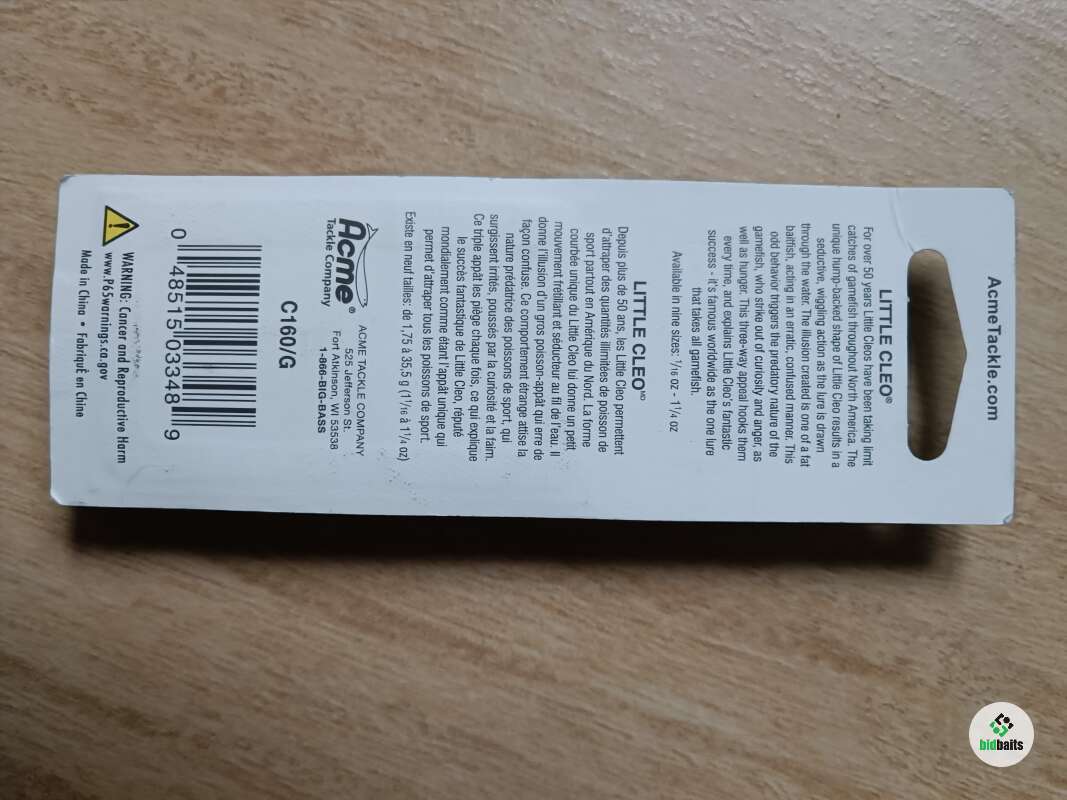 AcmeTackle.com
LITTLE CLEO®
For over 50 years Little Cleos have been taking limit
catches of gamefish throughout North America. The
unique hump-backed shape of Little Cleo results in a
seductive, wiggling action as the lure is drawn
through the water. The illusion created is one of a fat
baitfish, acting in an erratic, confused manner. This
odd behavior triggers the predatory nature of the
gamefish, who strike out of curiosity and anger, as
well as hunger. This three-way appeal hooks them
every time, and explains Little Cleo's fantastic
success - it's famous worldwide as the one lure
that takes all gamefish.
Available in nine sizes: 1/16 oz - 1 1/4 oz
LITTLE CLEO MD
Depuis plus de 50 ans, les Little Cleo permettent
d'attraper des quantités illimitées de poisson de
sport partout en Amérique du Nord. La forme
courbée unique du Little Cleo lui donne un petit
mouvement frétillant et séducteur au fil de l'eau. Il
donne l'illusion d'un gros poisson-appât qui erre de
façon confuse. Ce comportement étrange attise la
nature prédatrice des poissons de sport, qui
surgissent irrités, poussés par la curiosité et la faim.
Ce triple appât les piège chaque fois, ce qui explique
le succès fantastique de Little Cleo, réputé
mondialement comme étant l'appât unique qui
permet d'attraper tous les poissons de sport.
Existe en neuf tailles: de 1,75 à 35,5 g (1/16 à 1 1/4 oz)
Acme®
Tackle Company
ACME TACKLE COMPANY
525 Jefferson St.
Fort Atkinson, WI 53538
1-866-BIG-BASS
C160/G
0 48515 03348 9
WARNING: Cancer and Reproductive Harm
www.P65warnings.ca.gov
Made in China • Fabriqué en Chine
bidbaits